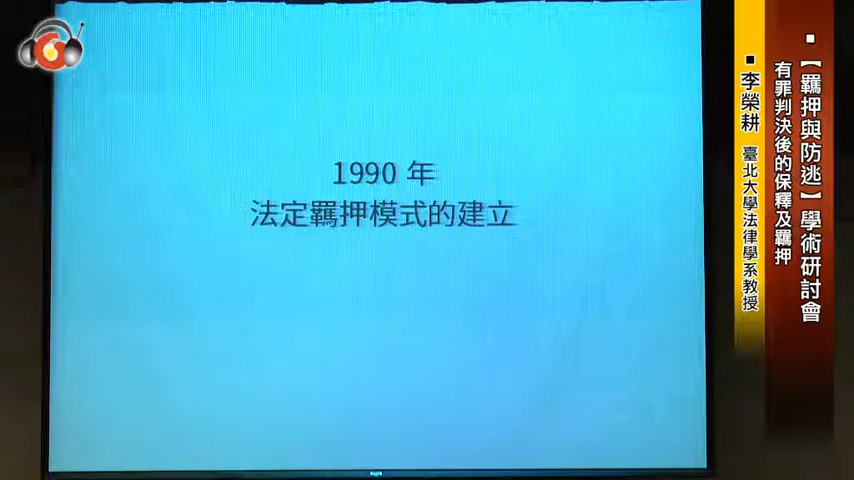 1990 年
法定羈押模式的建立
■【羈押與防逃】學術研討會
有罪判決後的保釋及羈押
■ 李榮耕 臺北大學法律學系教授